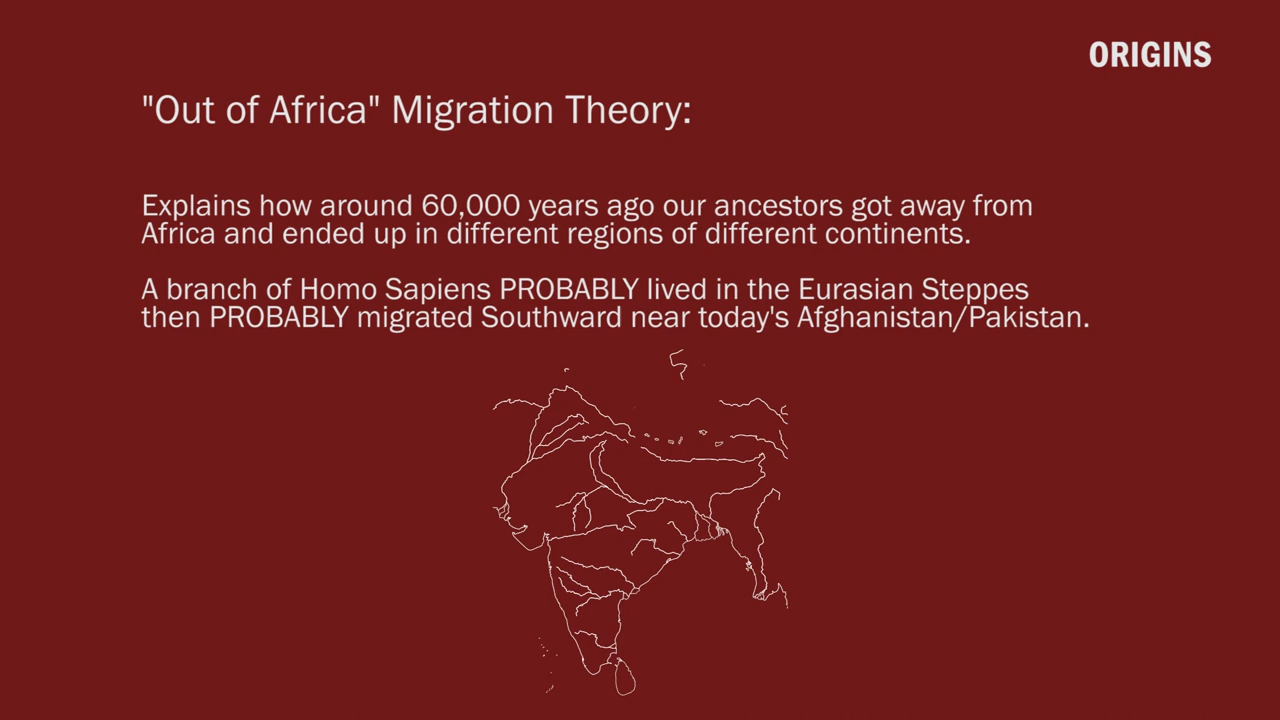 ORIGINS
"Out of Africa" Migration Theory:
Explains how around 60,000 years ago our ancestors got away from
Africa and ended up in different regions of different continents.
A branch of Homo Sapiens PROBABLY lived in the Eurasian Steppes
then PROBABLY migrated Southward near today's Afghanistan/Pakistan.